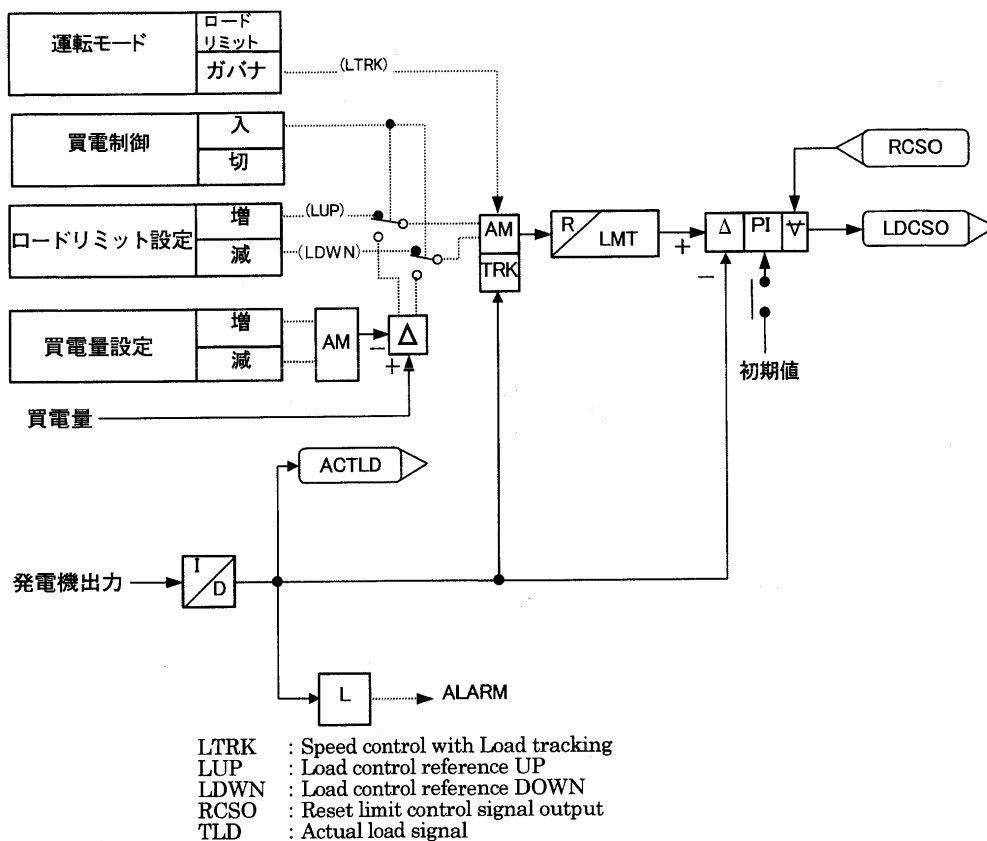 運転モード
ロード
リミット
ガバナ
(LTRK)
買電制御
入
切
RCSO
ロードリミット設定
増
減
(LUP)
(LDWN)
AM
TRK
R
LMT
+
−
Δ
PI
∀
LDCSO
買電量設定
増
減
AM
−
+
Δ
初期値
買電量
ACTLD
発電機出力
I
D
L
ALARM
LTRK : Speed control with Load tracking
LUP : Load control reference UP
LDWN : Load control reference DOWN
RCSO : Reset limit control signal output
TLD : Actual load signal